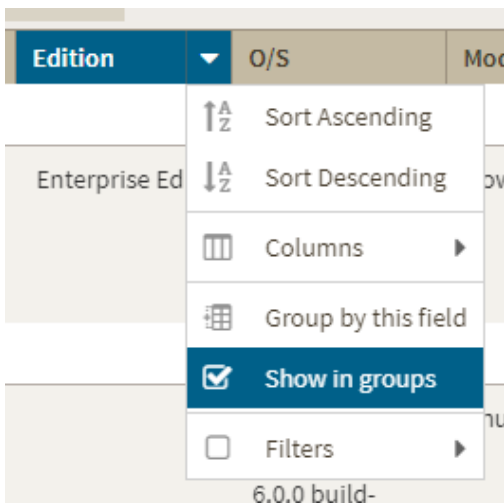 Edition
O/S
Sort Ascending
Enterprise Ed
Sort Descending
Columns
Group by this field
Show in groups
Filters
6.0.0 build-